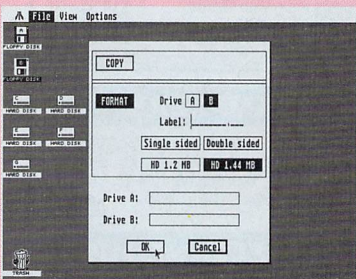 File View Options
FLOPPY DISK
FLOPPY DISK
HARD DISK
HARD DISK
HARD DISK
HARD DISK
HARD DISK
TRASH
COPY
FORMAT
Drive A B
Label:
Single sided Double sided
HD 1.2 MB HD 1.44 MB
Drive A:
Drive B:
OK Cancel